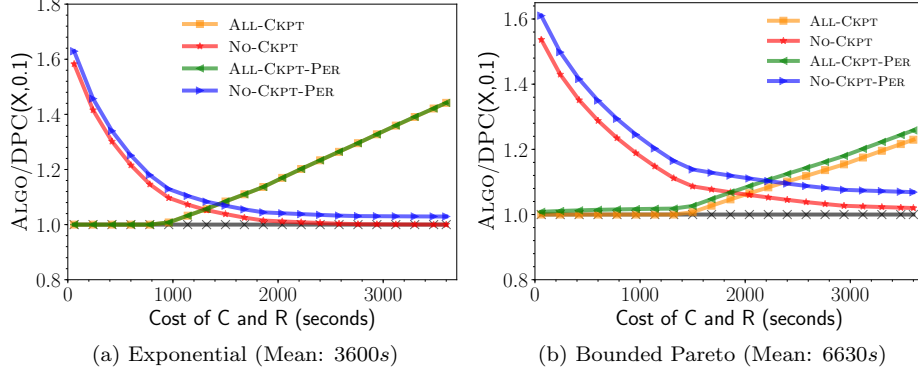 1.8
1.6
1.4
1.2
1.0
0.8
0
1000
2000
3000
ALGO/DPC(X,0.1)
Cost of C and R (seconds)
ALL-CKPT
NO-CKPT
ALL-CKPT-PER
NO-CKPT-PER
(a) Exponential (Mean: 3600s)
1.6
1.4
1.2
1.0
0.8
0
1000
2000
3000
ALGO/DPC(X,0.1)
Cost of C and R (seconds)
ALL-CKPT
NO-CKPT
ALL-CKPT-PER
NO-CKPT-PER
(b) Bounded Pareto (Mean: 6630s)